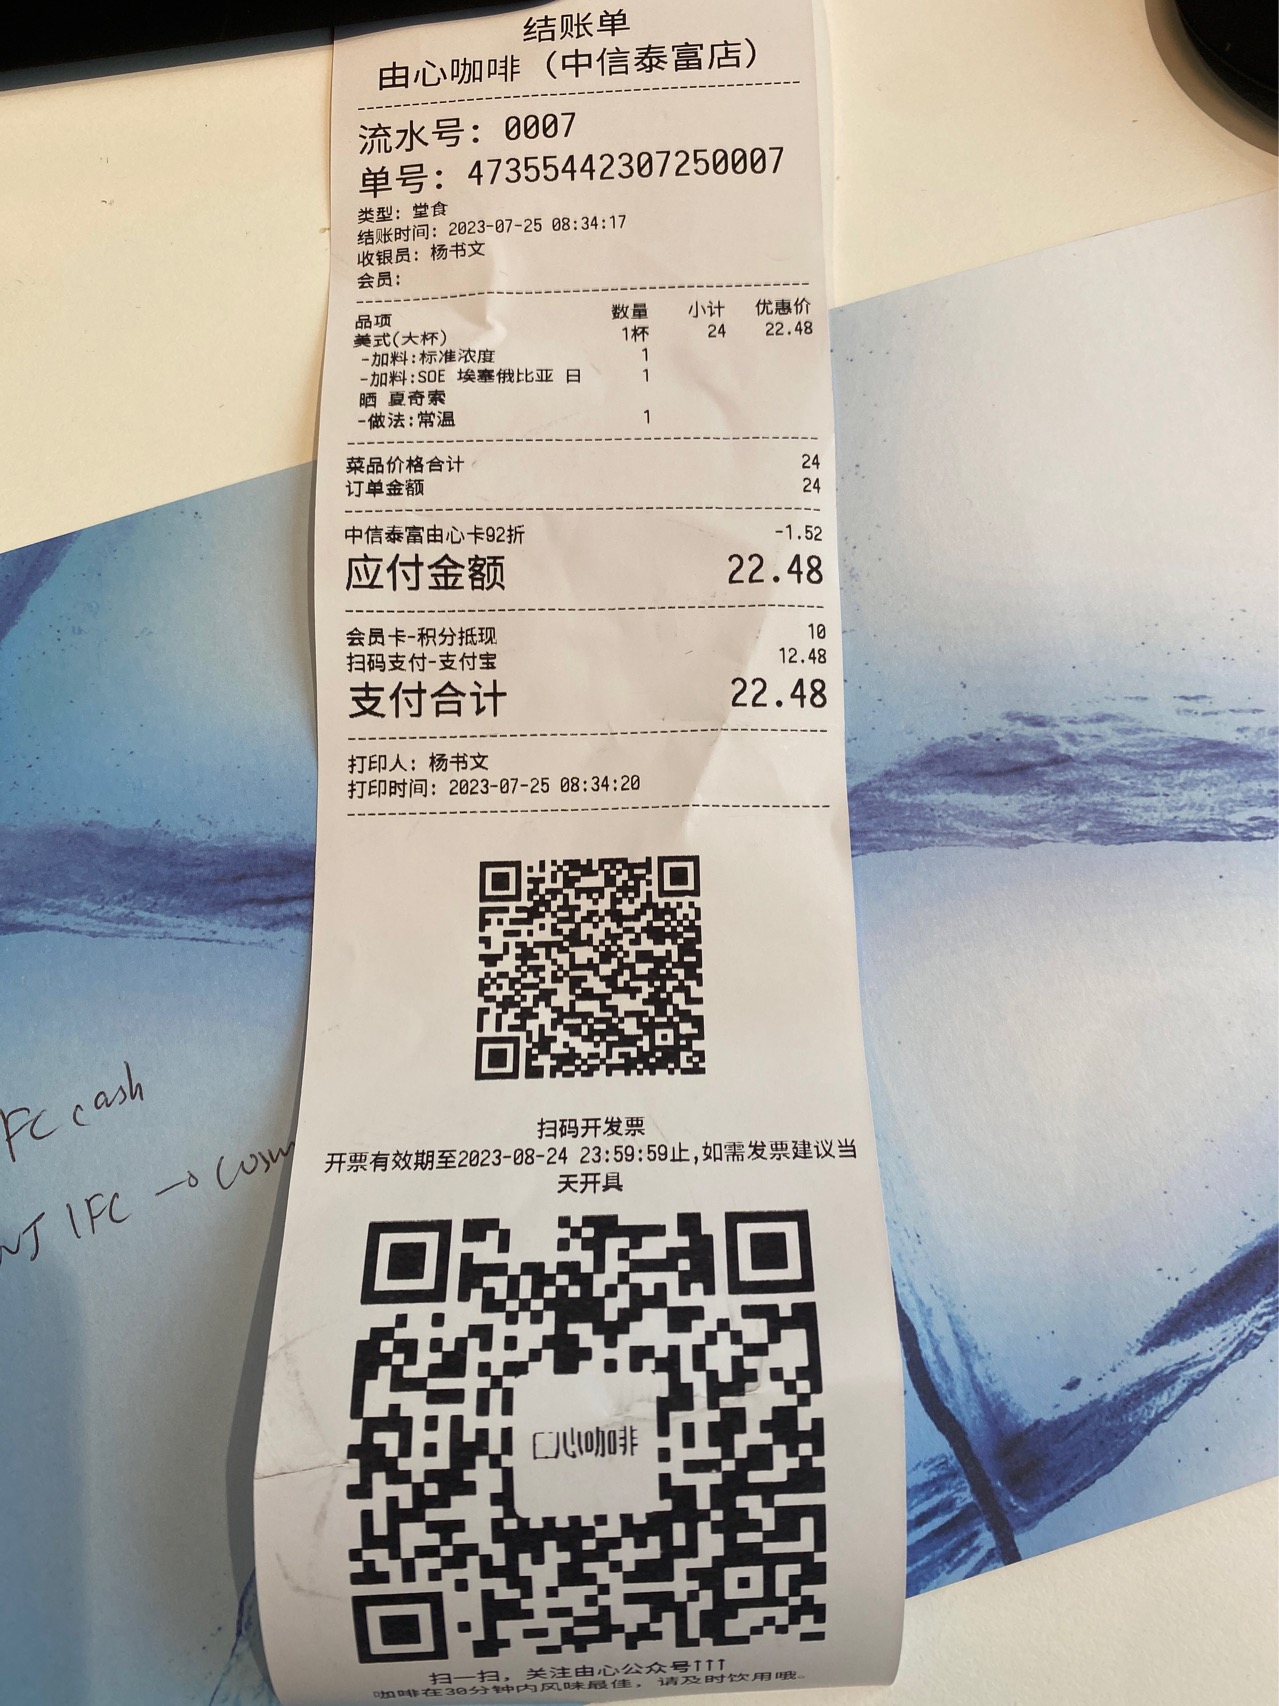 结账单
由心咖啡（中信泰富店）
流水号: 0007
单号: 47355442307250007
类型: 堂食
结账时间: 2023-07-25 08:34:17
收银员: 杨书文
会员:
品项 数量 小计 优惠价
美式(大杯) 1杯 24 22.48
-加料:标准浓度 1
-加料:SOE 埃塞俄比亚 日 1
晒 夏奇索
-做法:常温 1
菜品价格合计 24
订单金额 24
中信泰富由心卡92折 -1.52
应付金额 22.48
会员卡-积分抵现 10
扫码支付-支付宝 12.48
支付合计 22.48
打印人: 杨书文
打印时间: 2023-07-25 08:34:20
扫码开发票
开票有效期至2023-08-24 23:59:59止,如需发票建议当
天开具
心咖啡
扫一扫, 关注由心公众号↑↑↑
咖啡在30分钟内风味最佳, 请及时饮用哦。
FC cash
IFC →